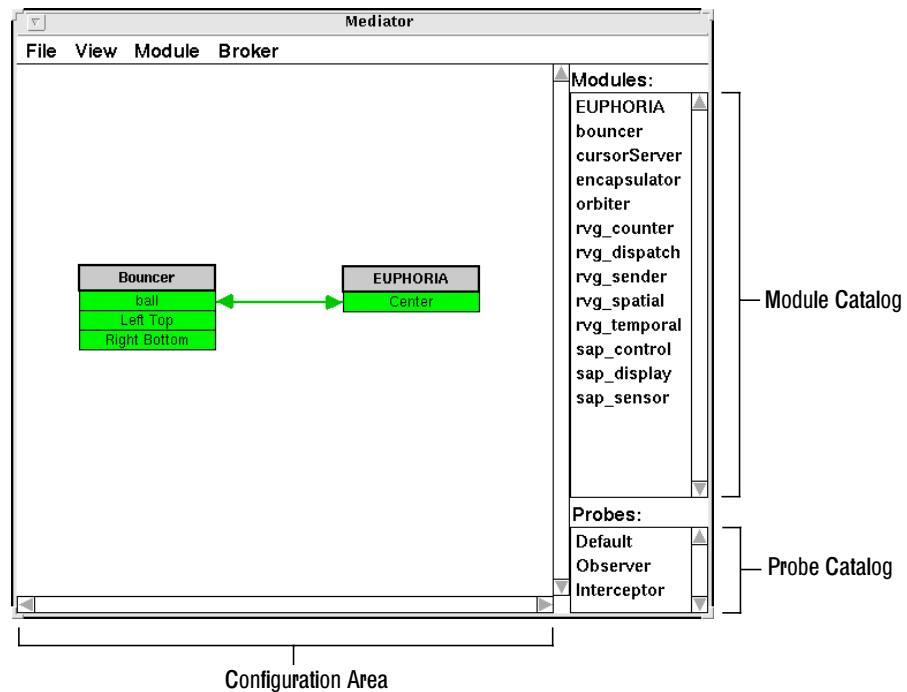 Mediator
File View Module Broker
Modules:
EUPHORIA
bouncer
cursorServer
encapsulator
orbiter
rvg_counter
rvg_dispatch
rvg_sender
rvg_spatial
rvg_temporal
sap_control
sap_display
sap_sensor
Module Catalog
Bouncer
ball
Left Top
Right Bottom
EUPHORIA
Center
Probes:
Default
Observer
Interceptor
Probe Catalog
Configuration Area